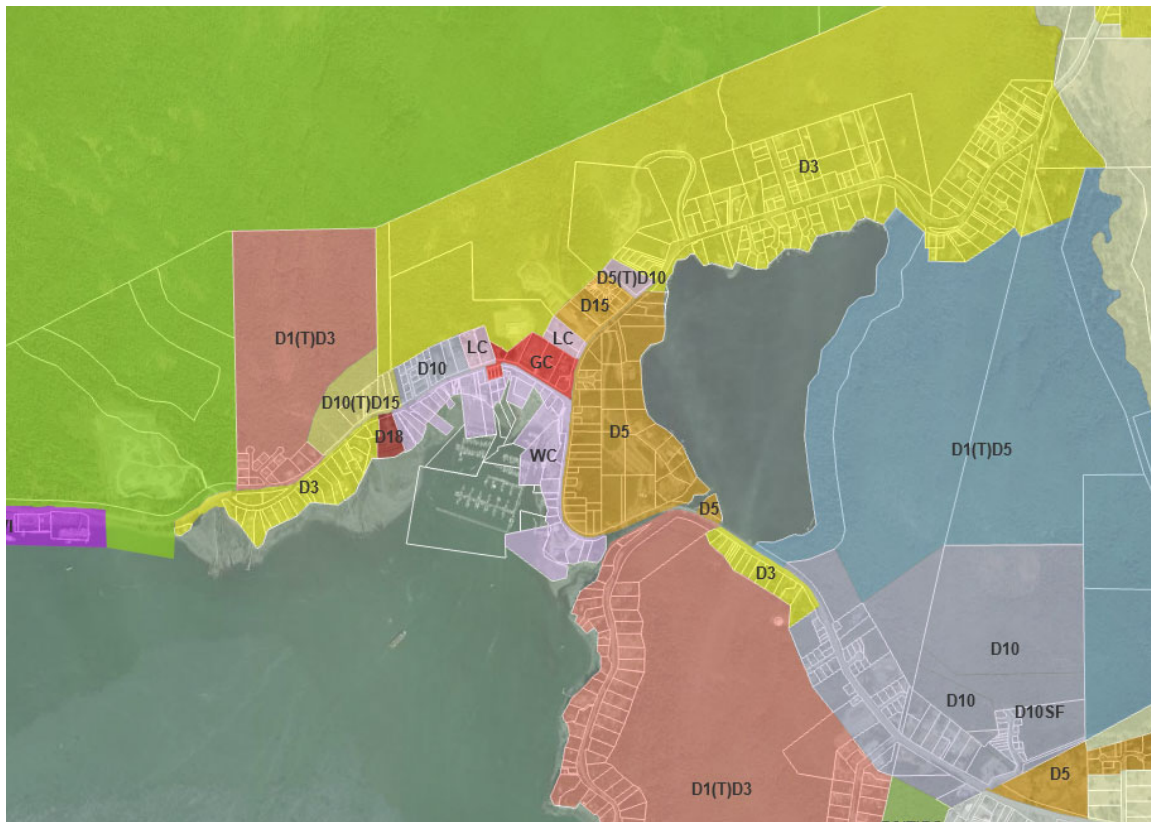 D3
D5(T)D10
D15
D1(T)D3
LC
LC
GC
D10
D10(T)D15
D18
D5
WC
D1(T)D5
D3
D5
D3
D10
D10
D10SF
D5
D1(T)D3